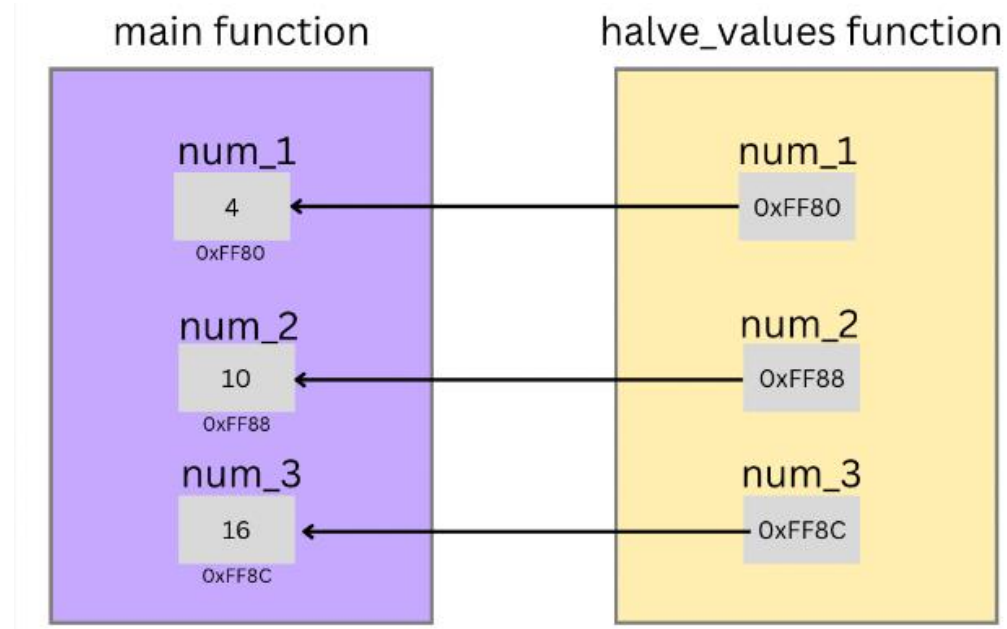 main function
halve_values function
num_1
4
0xFF80
num_2
10
0xFF88
num_3
16
0xFF8C
num_1
0xFF80
num_2
0xFF88
num_3
0xFF8C